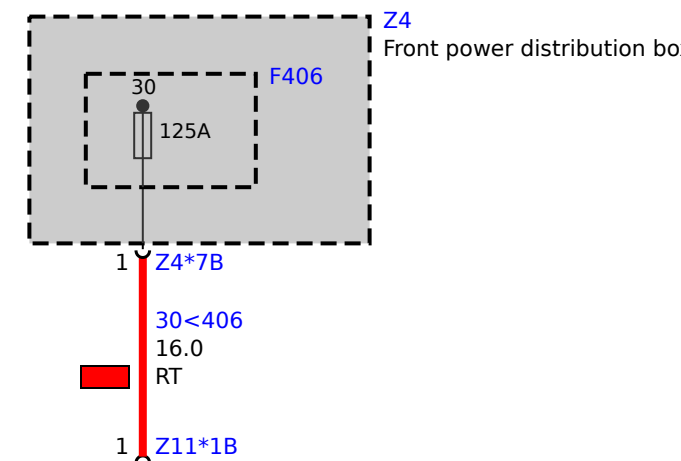 Z4
Front power distribution bo
F406
30
125A
1 Z4*7B
30<406
16.0
RT
1 Z11*1B